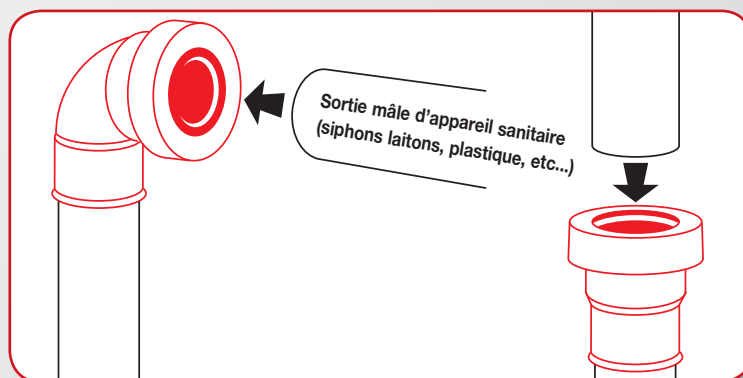 Sortie mâle d'appareil sanitaire
(siphons laitons, plastique, etc...)